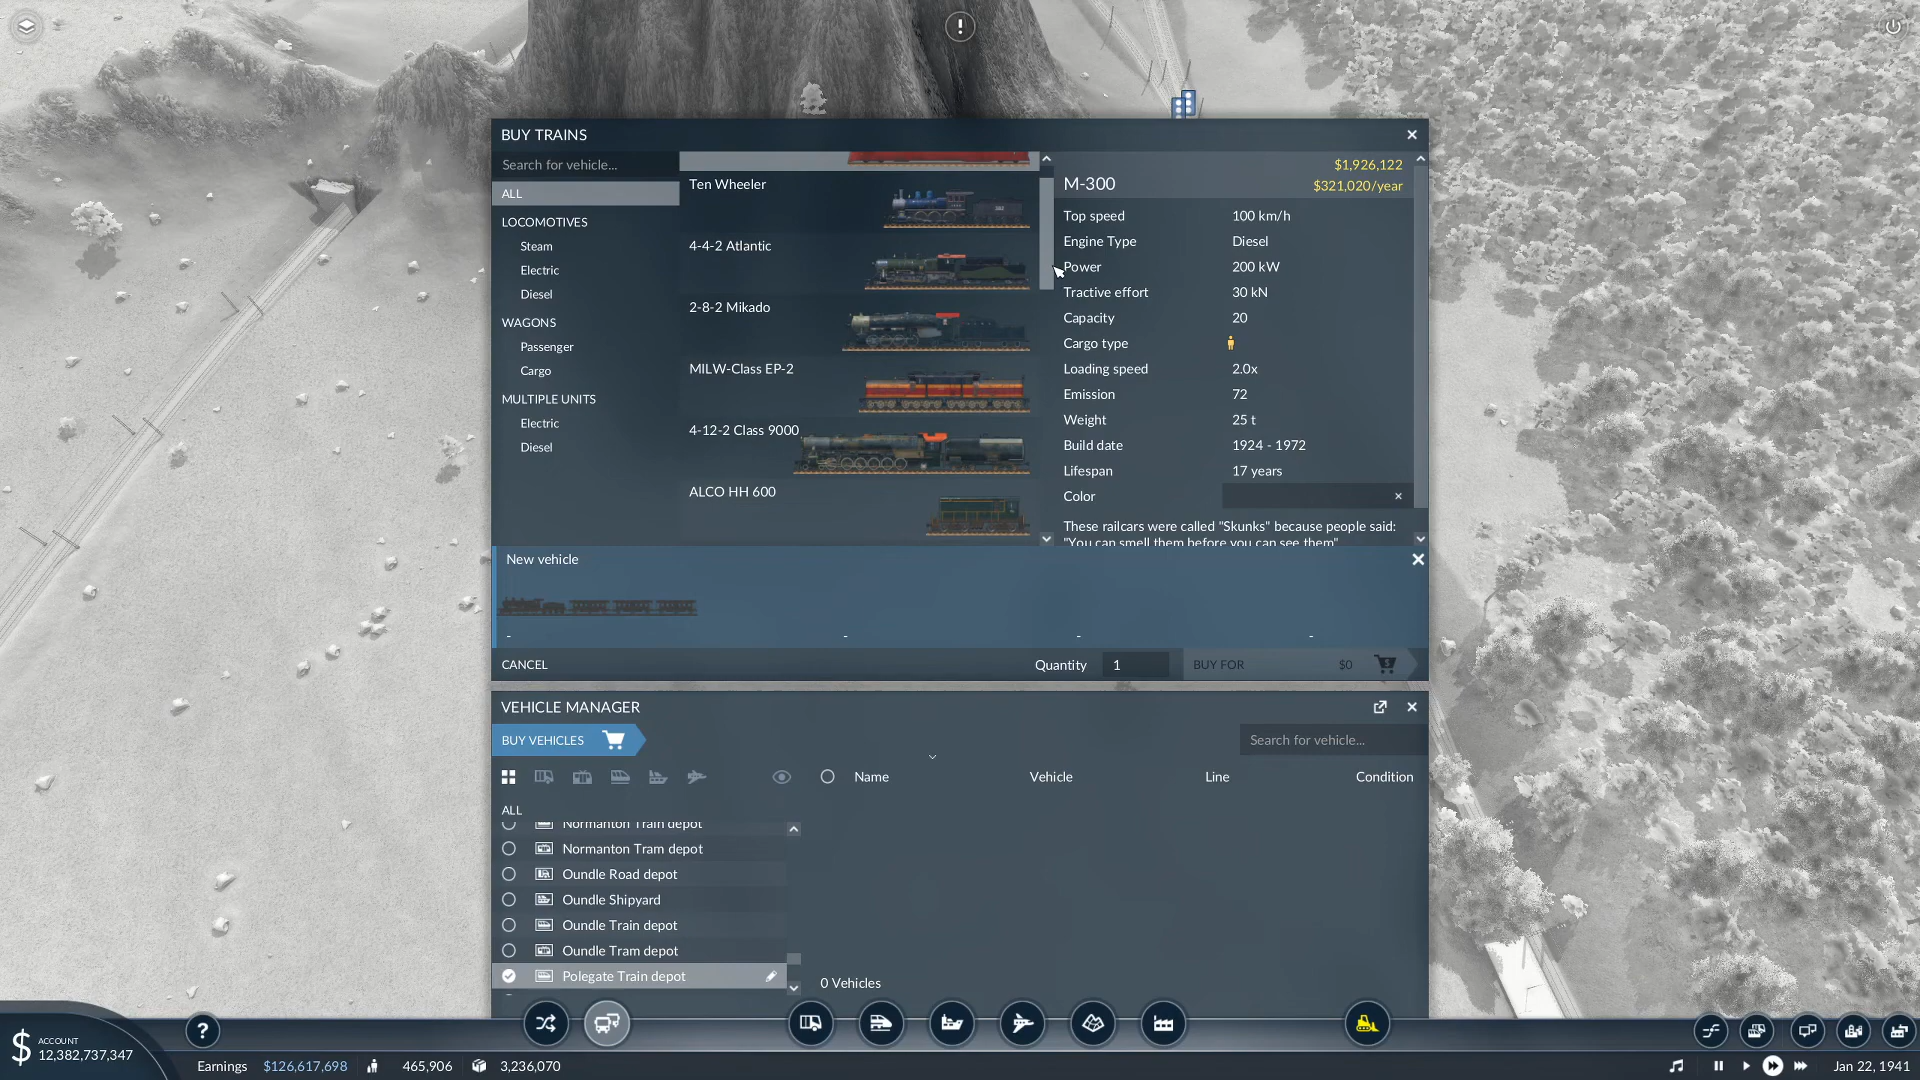 BUY TRAINS
Search for vehicle...
ALL
LOCOMOTIVES
Steam
Electric
Diesel
WAGONS
Passenger
Cargo
MULTIPLE UNITS
Electric
Diesel
Ten Wheeler
4-4-2 Atlantic
2-8-2 Mikado
MILW-Class EP-2
4-12-2 Class 9000
ALCO HH 600
$1,926,122
M-300
$321,020/year
Top speed 100 km/h
Engine Type Diesel
Power 200 kW
Tractive effort 30 kN
Capacity 20
Cargo type
Loading speed 2.0x
Emission 72
Weight 25 t
Build date 1924 - 1972
Lifespan 17 years
Color
These railcars were called "Skunks" because people said:
"You can smell them before you can see them"
New vehicle
- - - -
CANCEL
Quantity 1
BUY FOR $0
VEHICLE MANAGER
BUY VEHICLES
Search for vehicle...
Name Vehicle Line Condition
ALL
Normanton Train depot
Normanton Tram depot
Oundle Road depot
Oundle Shipyard
Oundle Train depot
Oundle Tram depot
Polegate Train depot
0 Vehicles
ACCOUNT
$ 12,382,737,347
?
Earnings $126,617,698 465,906 3,236,070
Jan 22, 1941